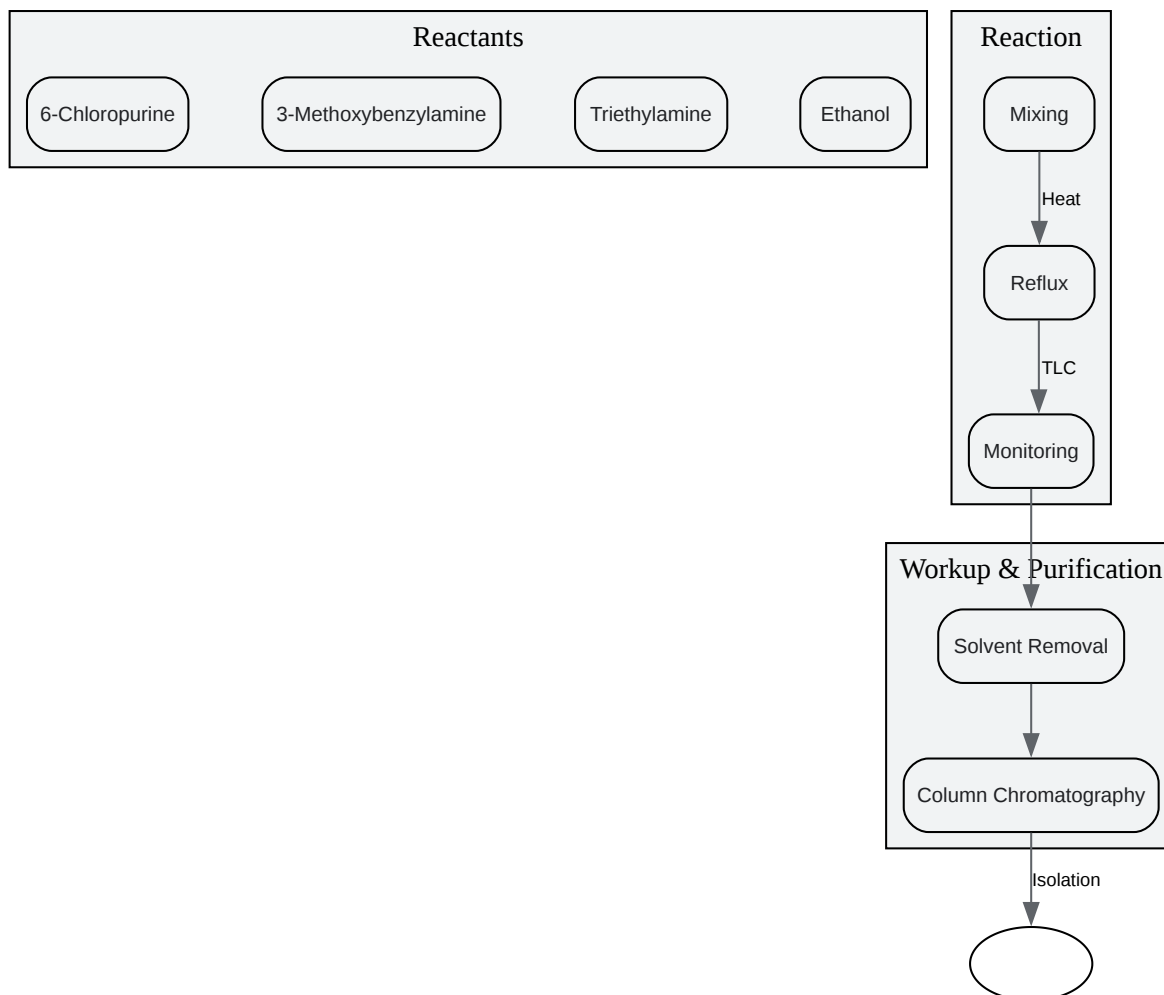 Reactants
6-Chloropurine
3-Methoxybenzylamine
Triethylamine
Ethanol
Reaction
Mixing
Heat
Reflux
TLC
Monitoring
Workup & Purification
Solvent Removal
Column Chromatography
Isolation